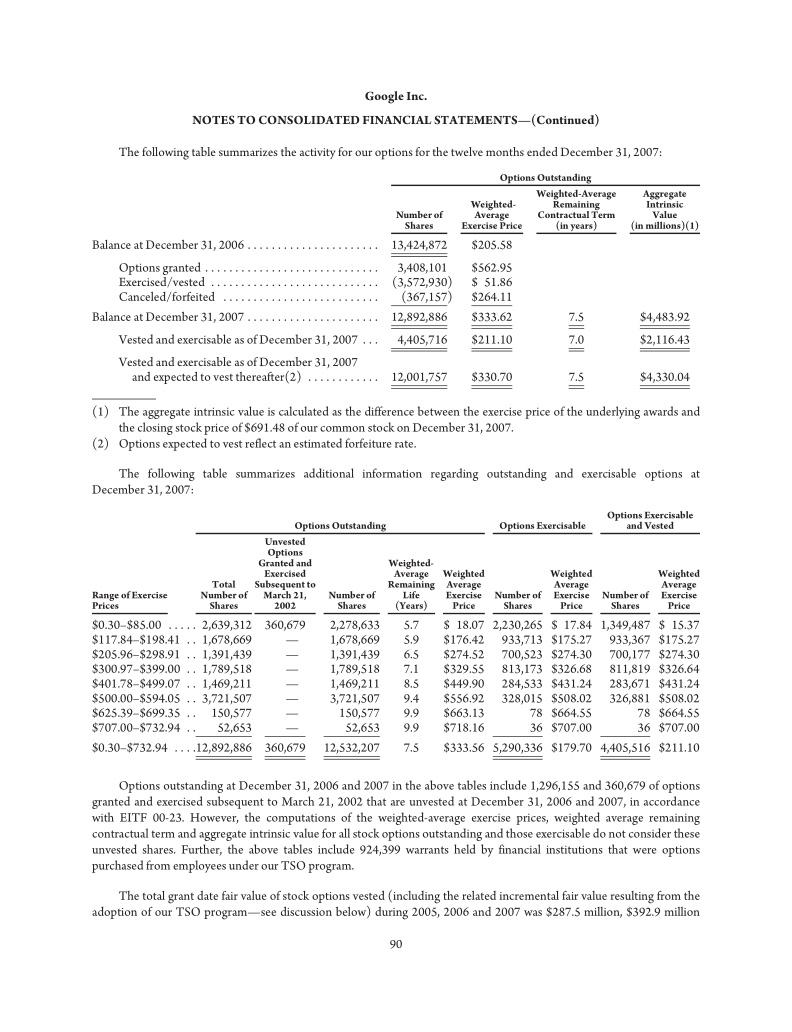 Google Inc.
NOTES TO CONSOLIDATED FINANCIAL STATEMENTS—(Continued)
The following table summarizes the activity for our options for the twelve months ended December 31, 2007:
Options Outstanding
Number of Shares Weighted-Average Exercise Price Weighted-Average Remaining Contractual Term (in years) Aggregate Intrinsic Value (in millions)(1)
Balance at December 31, 2006 . . . . . . . . . . . . . . . . . . . . . . 13,424,872 $205.58
Options granted . . . . . . . . . . . . . . . . . . . . . . . . . . . . . 3,408,101 $562.95
Exercised/vested . . . . . . . . . . . . . . . . . . . . . . . . . . . . (3,572,930) $ 51.86
Canceled/forfeited . . . . . . . . . . . . . . . . . . . . . . . . . . (367,157) $264.11
Balance at December 31, 2007 . . . . . . . . . . . . . . . . . . . . . . 12,892,886 $333.62 7.5 $4,483.92
Vested and exercisable as of December 31, 2007 . . . 4,405,716 $211.10 7.0 $2,116.43
Vested and exercisable as of December 31, 2007
and expected to vest thereafter(2) . . . . . . . . . . . . 12,001,757 $330.70 7.5 $4,330.04
(1) The aggregate intrinsic value is calculated as the difference between the exercise price of the underlying awards and
the closing stock price of $691.48 of our common stock on December 31, 2007.
(2) Options expected to vest reflect an estimated forfeiture rate.
The following table summarizes additional information regarding outstanding and exercisable options at
December 31, 2007:
Options Outstanding Options Exercisable Options Exercisable and Vested
Range of Exercise Prices Total Number of Shares Unvested Options Granted and Exercised Subsequent to March 21, 2002 Number of Shares Weighted-Average Remaining Life (Years) Weighted Average Exercise Price Number of Shares Weighted Average Exercise Price Number of Shares Weighted Average Exercise Price
$0.30–$85.00 . . . . . 2,639,312 360,679 2,278,633 5.7 $ 18.07 2,230,265 $ 17.84 1,349,487 $ 15.37
$117.84–$198.41 . . 1,678,669 — 1,678,669 5.9 $176.42 933,713 $175.27 933,367 $175.27
$205.96–$298.91 . . 1,391,439 — 1,391,439 6.5 $274.52 700,523 $274.30 700,177 $274.30
$300.97–$399.00 . . 1,789,518 — 1,789,518 7.1 $329.55 813,173 $326.68 811,819 $326.64
$401.78–$499.07 . . 1,469,211 — 1,469,211 8.5 $449.90 284,533 $431.24 283,671 $431.24
$500.00–$594.05 . . 3,721,507 — 3,721,507 9.4 $556.92 328,015 $508.02 326,881 $508.02
$625.39–$699.35 . . 150,577 — 150,577 9.9 $663.13 78 $664.55 78 $664.55
$707.00–$732.94 . . 52,653 — 52,653 9.9 $718.16 36 $707.00 36 $707.00
$0.30–$732.94 . . . . 12,892,886 360,679 12,532,207 7.5 $333.56 5,290,336 $179.70 4,405,516 $211.10
Options outstanding at December 31, 2006 and 2007 in the above tables include 1,296,155 and 360,679 of options
granted and exercised subsequent to March 21, 2002 that are unvested at December 31, 2006 and 2007, in accordance
with EITF 00-23. However, the computations of the weighted-average exercise prices, weighted average remaining
contractual term and aggregate intrinsic value for all stock options outstanding and those exercisable do not consider these
unvested shares. Further, the above tables include 924,399 warrants held by financial institutions that were options
purchased from employees under our TSO program.
The total grant date fair value of stock options vested (including the related incremental fair value resulting from the
adoption of our TSO program—see discussion below) during 2005, 2006 and 2007 was $287.5 million, $392.9 million
90